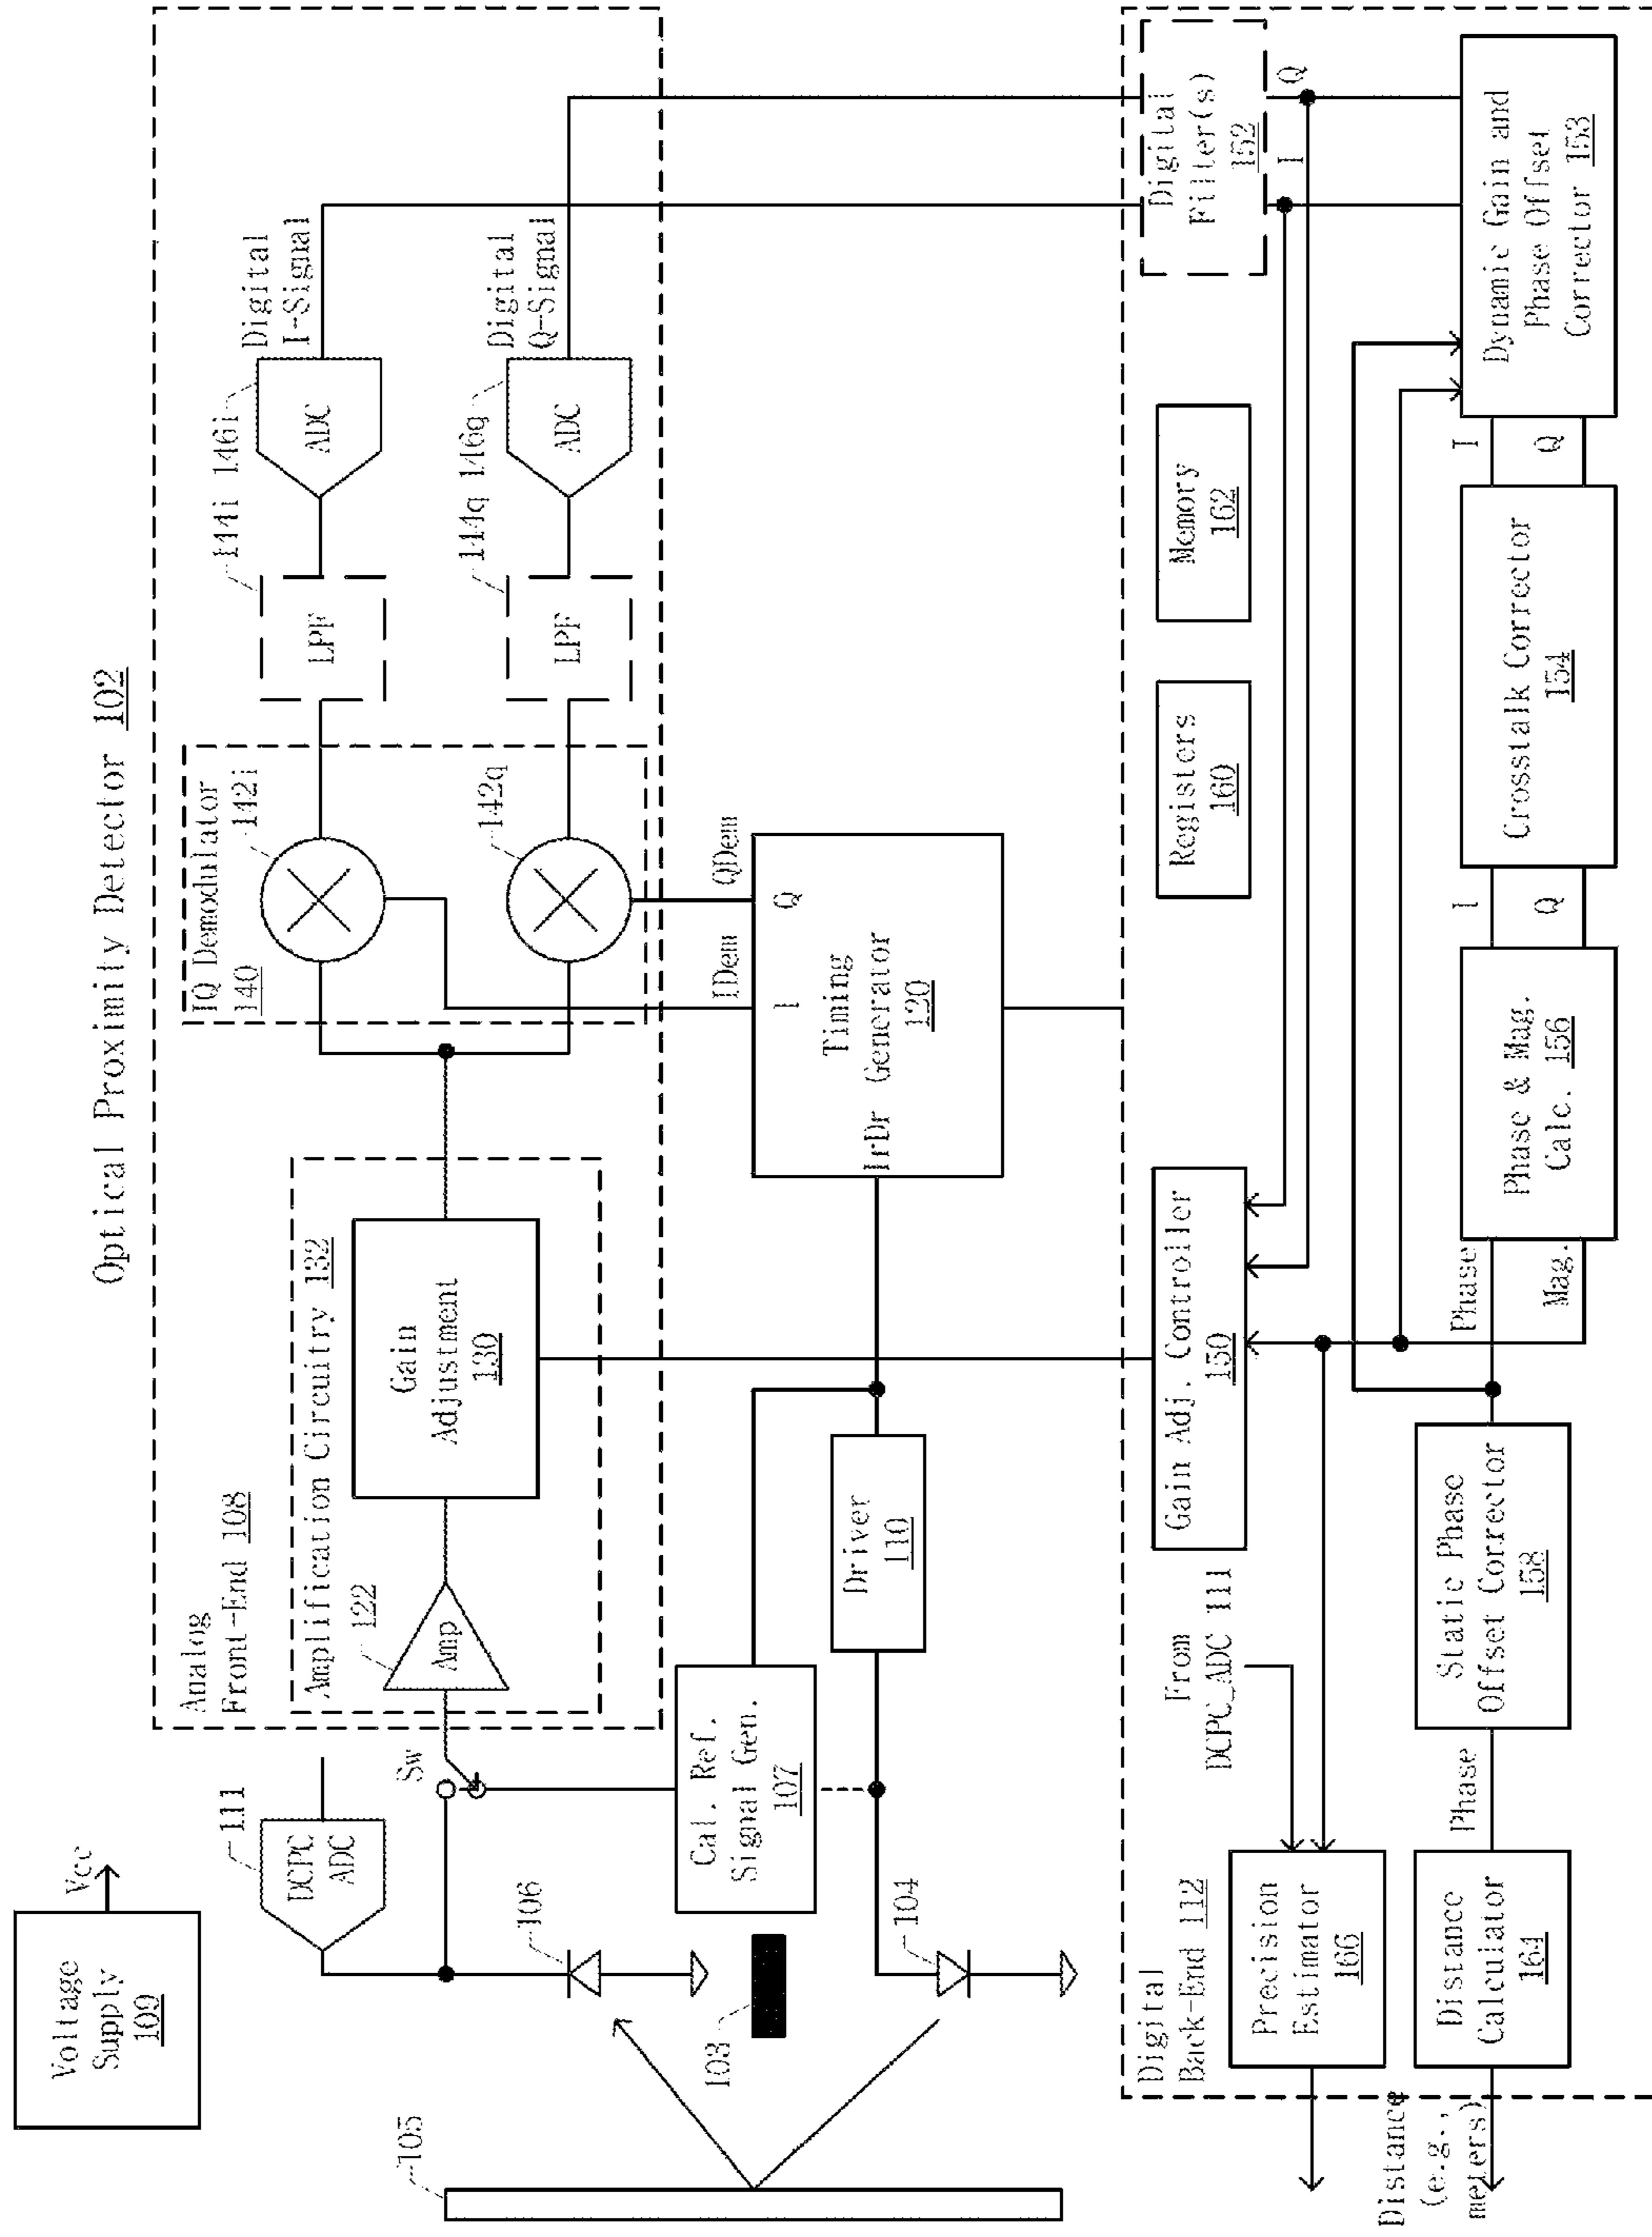 Optical Proximity Detector 102
Voltage
Supply
109
Vcc
111
DCPC
ADC
Analog
Front-End 108
Amplification Circuitry 132
122
Amp
Gain
Adjustment
130
IQ Demodulator
140
142i
142q
144i
LPF
144q
LPF
146i
ADC
146q
ADC
Digital
I-Signal
Digital
Q-Signal
Sw
105
106
103
104
Cal. Ref.
Signal Gen.
107
Driver
110
IrDr
Timing
Generator
120
I
Q
IDem
QDem
Digital
Back-End 112
From
DCPC_ADC 111
Gain Adj. Controller
150
Registers
160
Memory
162
Digital
Filter(s)
152
I
Q
Precision
Estimator
166
Distance
Calculator
164
Phase
Static Phase
Offset Corrector
158
Phase
Mag.
Phase & Mag.
Calc. 156
I
Q
Crosstalk Corrector
154
I
Q
Dynamic Gain and
Phase Offset
Corrector 153
Distance
(e.g.,
meters)